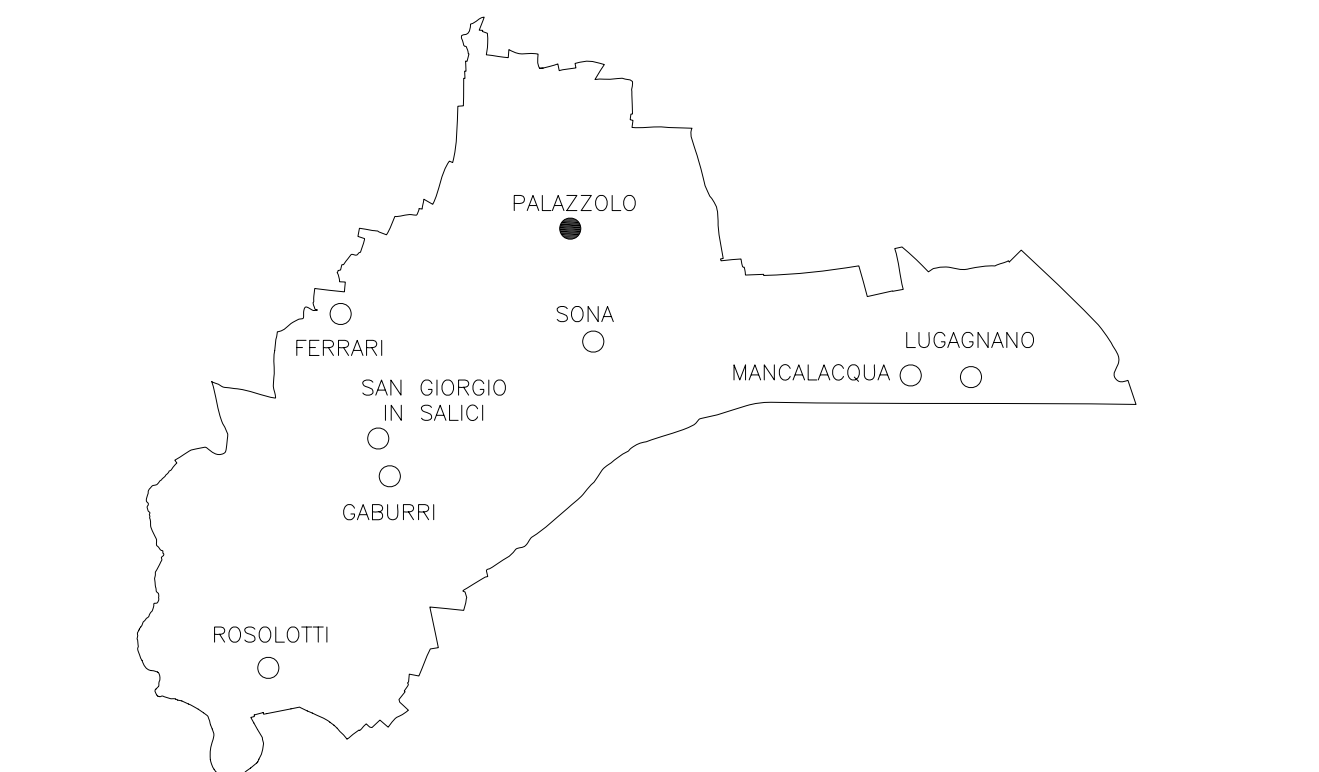 PALAZZOLO
SONA
FERRARI
LUGAGNANO
MANCALACQUA
SAN GIORGIO
IN SALICI
GABURRI
ROSOLOTTI